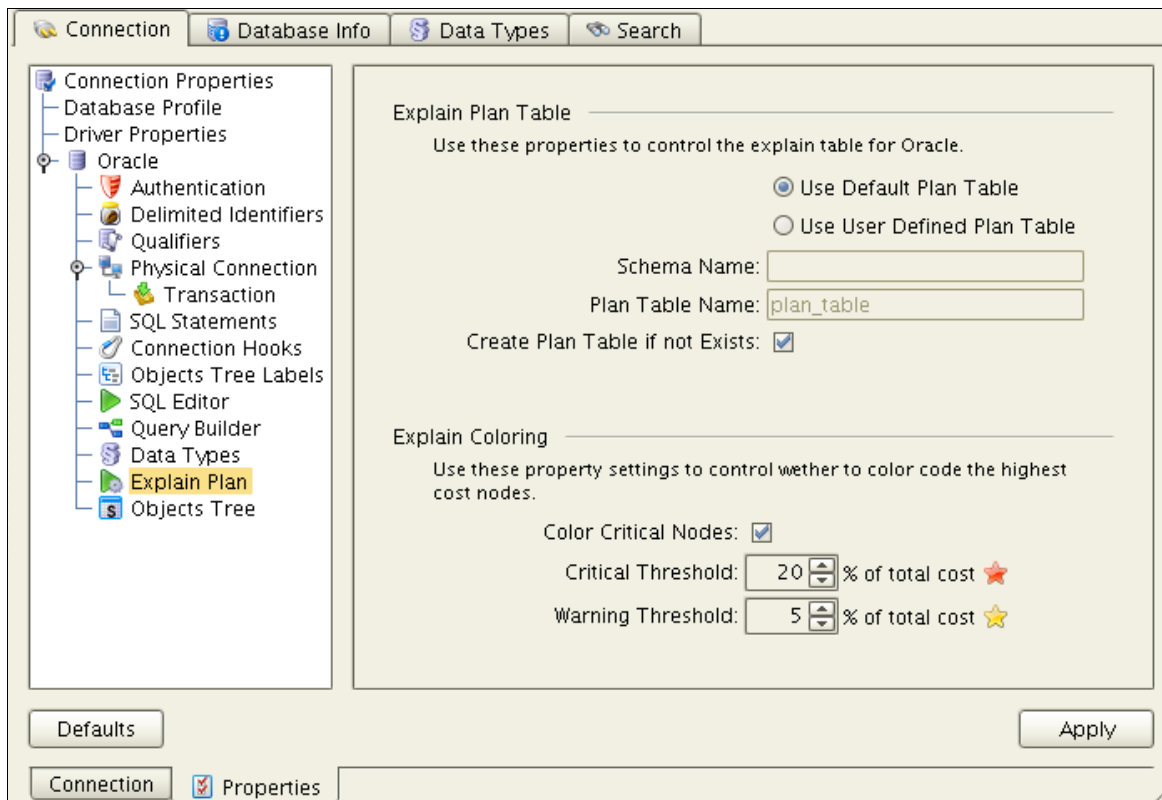 Connection
Database Info
Data Types
Search
Connection Properties
Database Profile
Driver Properties
Oracle
Authentication
Delimited Identifiers
Qualifiers
Physical Connection
Transaction
SQL Statements
Connection Hooks
Objects Tree Labels
SQL Editor
Query Builder
Data Types
Explain Plan
Objects Tree
Explain Plan Table
Use these properties to control the explain table for Oracle.
Use Default Plan Table
Use User Defined Plan Table
Schema Name:
Plan Table Name: plan_table
Create Plan Table if not Exists:
Explain Coloring
Use these property settings to control wether to color code the highest
cost nodes.
Color Critical Nodes:
Critical Threshold: 20 % of total cost
Warning Threshold: 5 % of total cost
Defaults
Apply
Connection
Properties